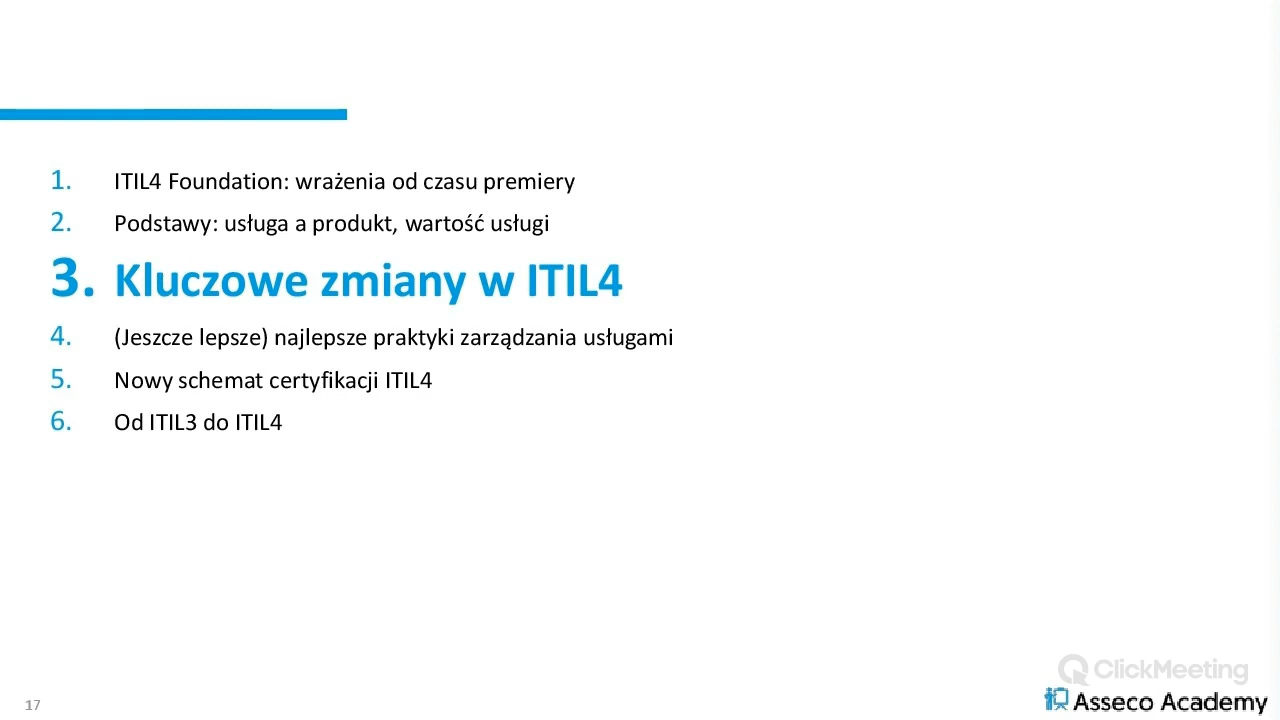 1. ITIL4 Foundation: wrażenia od czasu premiery
2. Podstawy: usługa a produkt, wartość usługi
3. Kluczowe zmiany w ITIL4
4. (Jeszcze lepsze) najlepsze praktyki zarządzania usługami
5. Nowy schemat certyfikacji ITIL4
6. Od ITIL3 do ITIL4
ClickMeeting
17
Asseco Academy